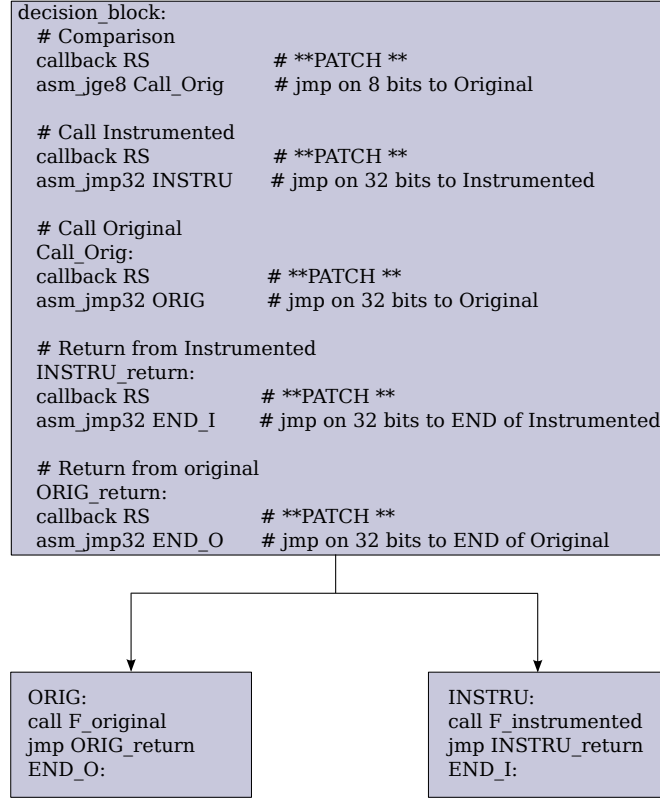 decision_block:
# Comparison
callback RS # **PATCH **
asm_jge8 Call_Orig # jmp on 8 bits to Original
# Call Instrumented
callback RS # **PATCH **
asm_jmp32 INSTRU # jmp on 32 bits to Instrumented
# Call Original
Call_Orig:
callback RS # **PATCH **
asm_jmp32 ORIG # jmp on 32 bits to Original
# Return from Instrumented
INSTRU_return:
callback RS # **PATCH **
asm_jmp32 END_I # jmp on 32 bits to END of Instrumented
# Return from original
ORIG_return:
callback RS # **PATCH **
asm_jmp32 END_O # jmp on 32 bits to END of Original
ORIG:
call F_original
jmp ORIG_return
END_O:
INSTRU:
call F_instrumented
jmp INSTRU_return
END_I: